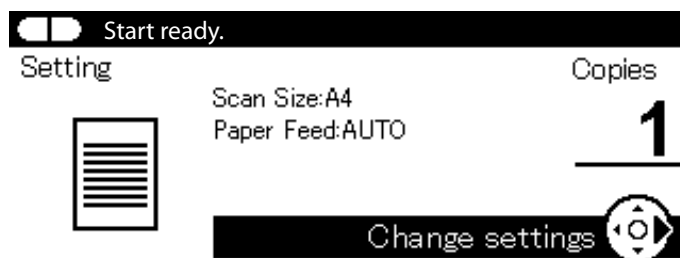 Start ready.
Setting
Copies
Scan Size:A4
Paper Feed:AUTO
1
Change settings